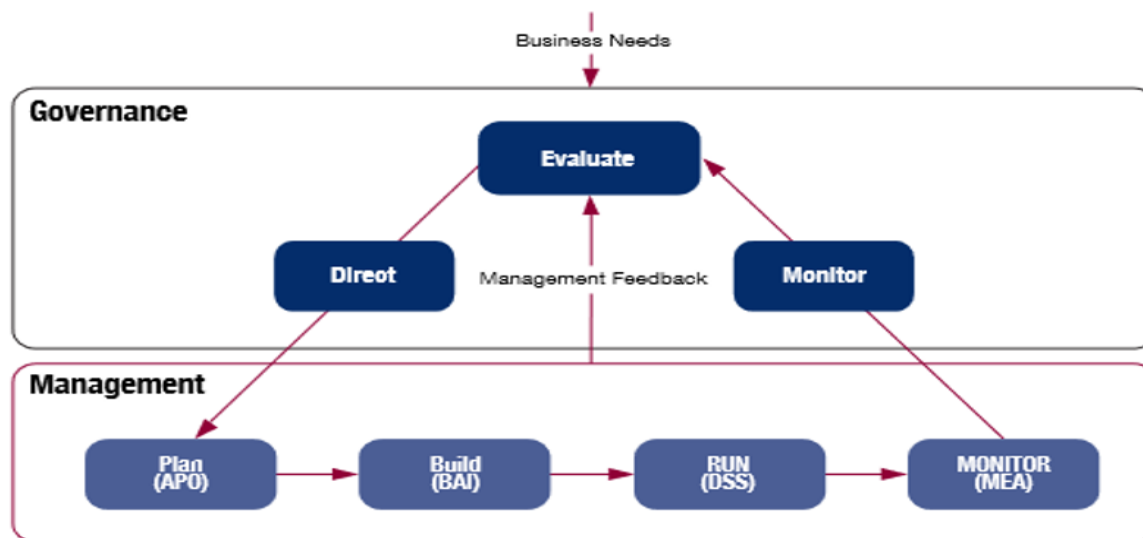 Business Needs
Governance
Evaluate
Direot
Management Feedback
Monitor
Management
Plan
(APO)
Build
(BAI)
RUN
(DSS)
MONITOR
(MEA)